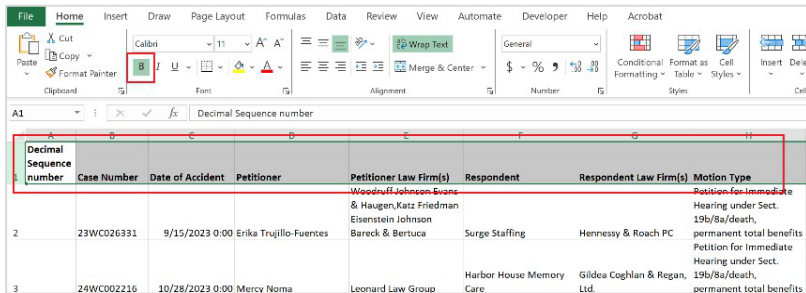 File Home Insert Draw Page Layout Formulas Data Review View Automate Developer Help Acrobat
Cut
Calibri 11 A A Wrap Text General
Paste Copy B I U A Merge & Center $ % 9 Conditional Format as Cell Insert
Format Painter Formatting Table Styles
Clipboard Font Alignment Number Styles
A1 fx Decimal Sequence number
A B C D E F G H
Decimal
Sequence
1 number Case Number Date of Accident Petitioner Petitioner Law Firm(s) Respondent Respondent Law Firm(s) Motion Type
Woodruff Johnson Evans Petition for Immediate
& Haugen,Katz Friedman Hearing under Sect.
Eisenstein Johnson 19b/8a/death,
2 23WC026331 9/15/2023 0:00 Erika Trujillo-Fuentes Bareck & Bertuca Surge Staffing Hennessy & Roach PC permanent total benefits
Petition for Immediate
Hearing under Sect.
Harbor House Memory Gildea Coghlan & Regan, 19b/8a/death,
3 24WC002216 10/28/2023 0:00 Mercy Noma Leonard Law Group Care Ltd. permanent total benefits